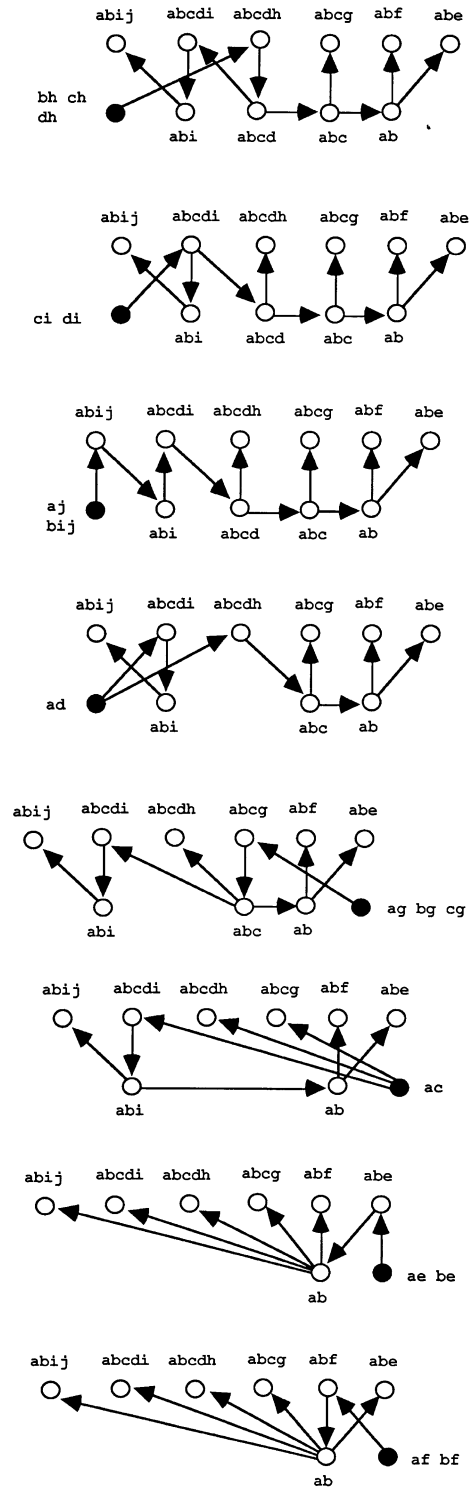 abij abcdi abcdh abcg abf abe
bh ch
dh
abi abcd abc ab
abij abcdi abcdh abcg abf abe
ci di
abi abcd abc ab
abij abcdi abcdh abcg abf abe
aj
bij
abi abcd abc ab
abij abcdi abcdh abcg abf abe
ad
abi abc ab
abij abcdi abcdh abcg abf abe
ag bg cg
abi abc ab
abij abcdi abcdh abcg abf abe
ac
abi ab
abij abcdi abcdh abcg abf abe
ae be
ab
abij abcdi abcdh abcg abf abe
af bf
ab